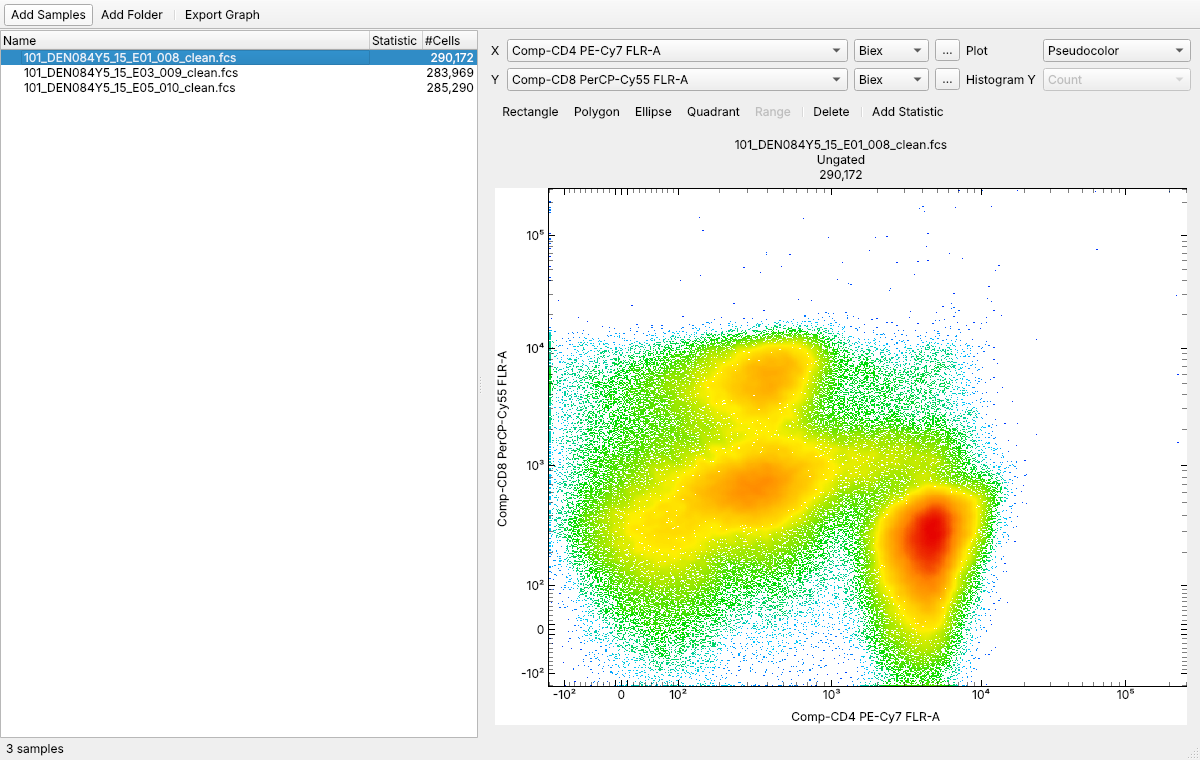 Add Samples Add Folder Export Graph
Name Statistic #Cells
101_DEN084Y5_15_E01_008_clean.fcs 290,172
101_DEN084Y5_15_E03_009_clean.fcs 283,969
101_DEN084Y5_15_E05_010_clean.fcs 285,290
X Comp-CD4 PE-Cy7 FLR-A Biex ... Plot Pseudocolor
Y Comp-CD8 PerCP-Cy55 FLR-A Biex ... Histogram Y Count
Rectangle Polygon Ellipse Quadrant Range Delete Add Statistic
101_DEN084Y5_15_E01_008_clean.fcs
Ungated
290,172
10⁵
10⁴
10³
10²
0
-10²
Comp-CD8 PerCP-Cy55 FLR-A
-10² 0 10² 10³ 10⁴ 10⁵
Comp-CD4 PE-Cy7 FLR-A
3 samples